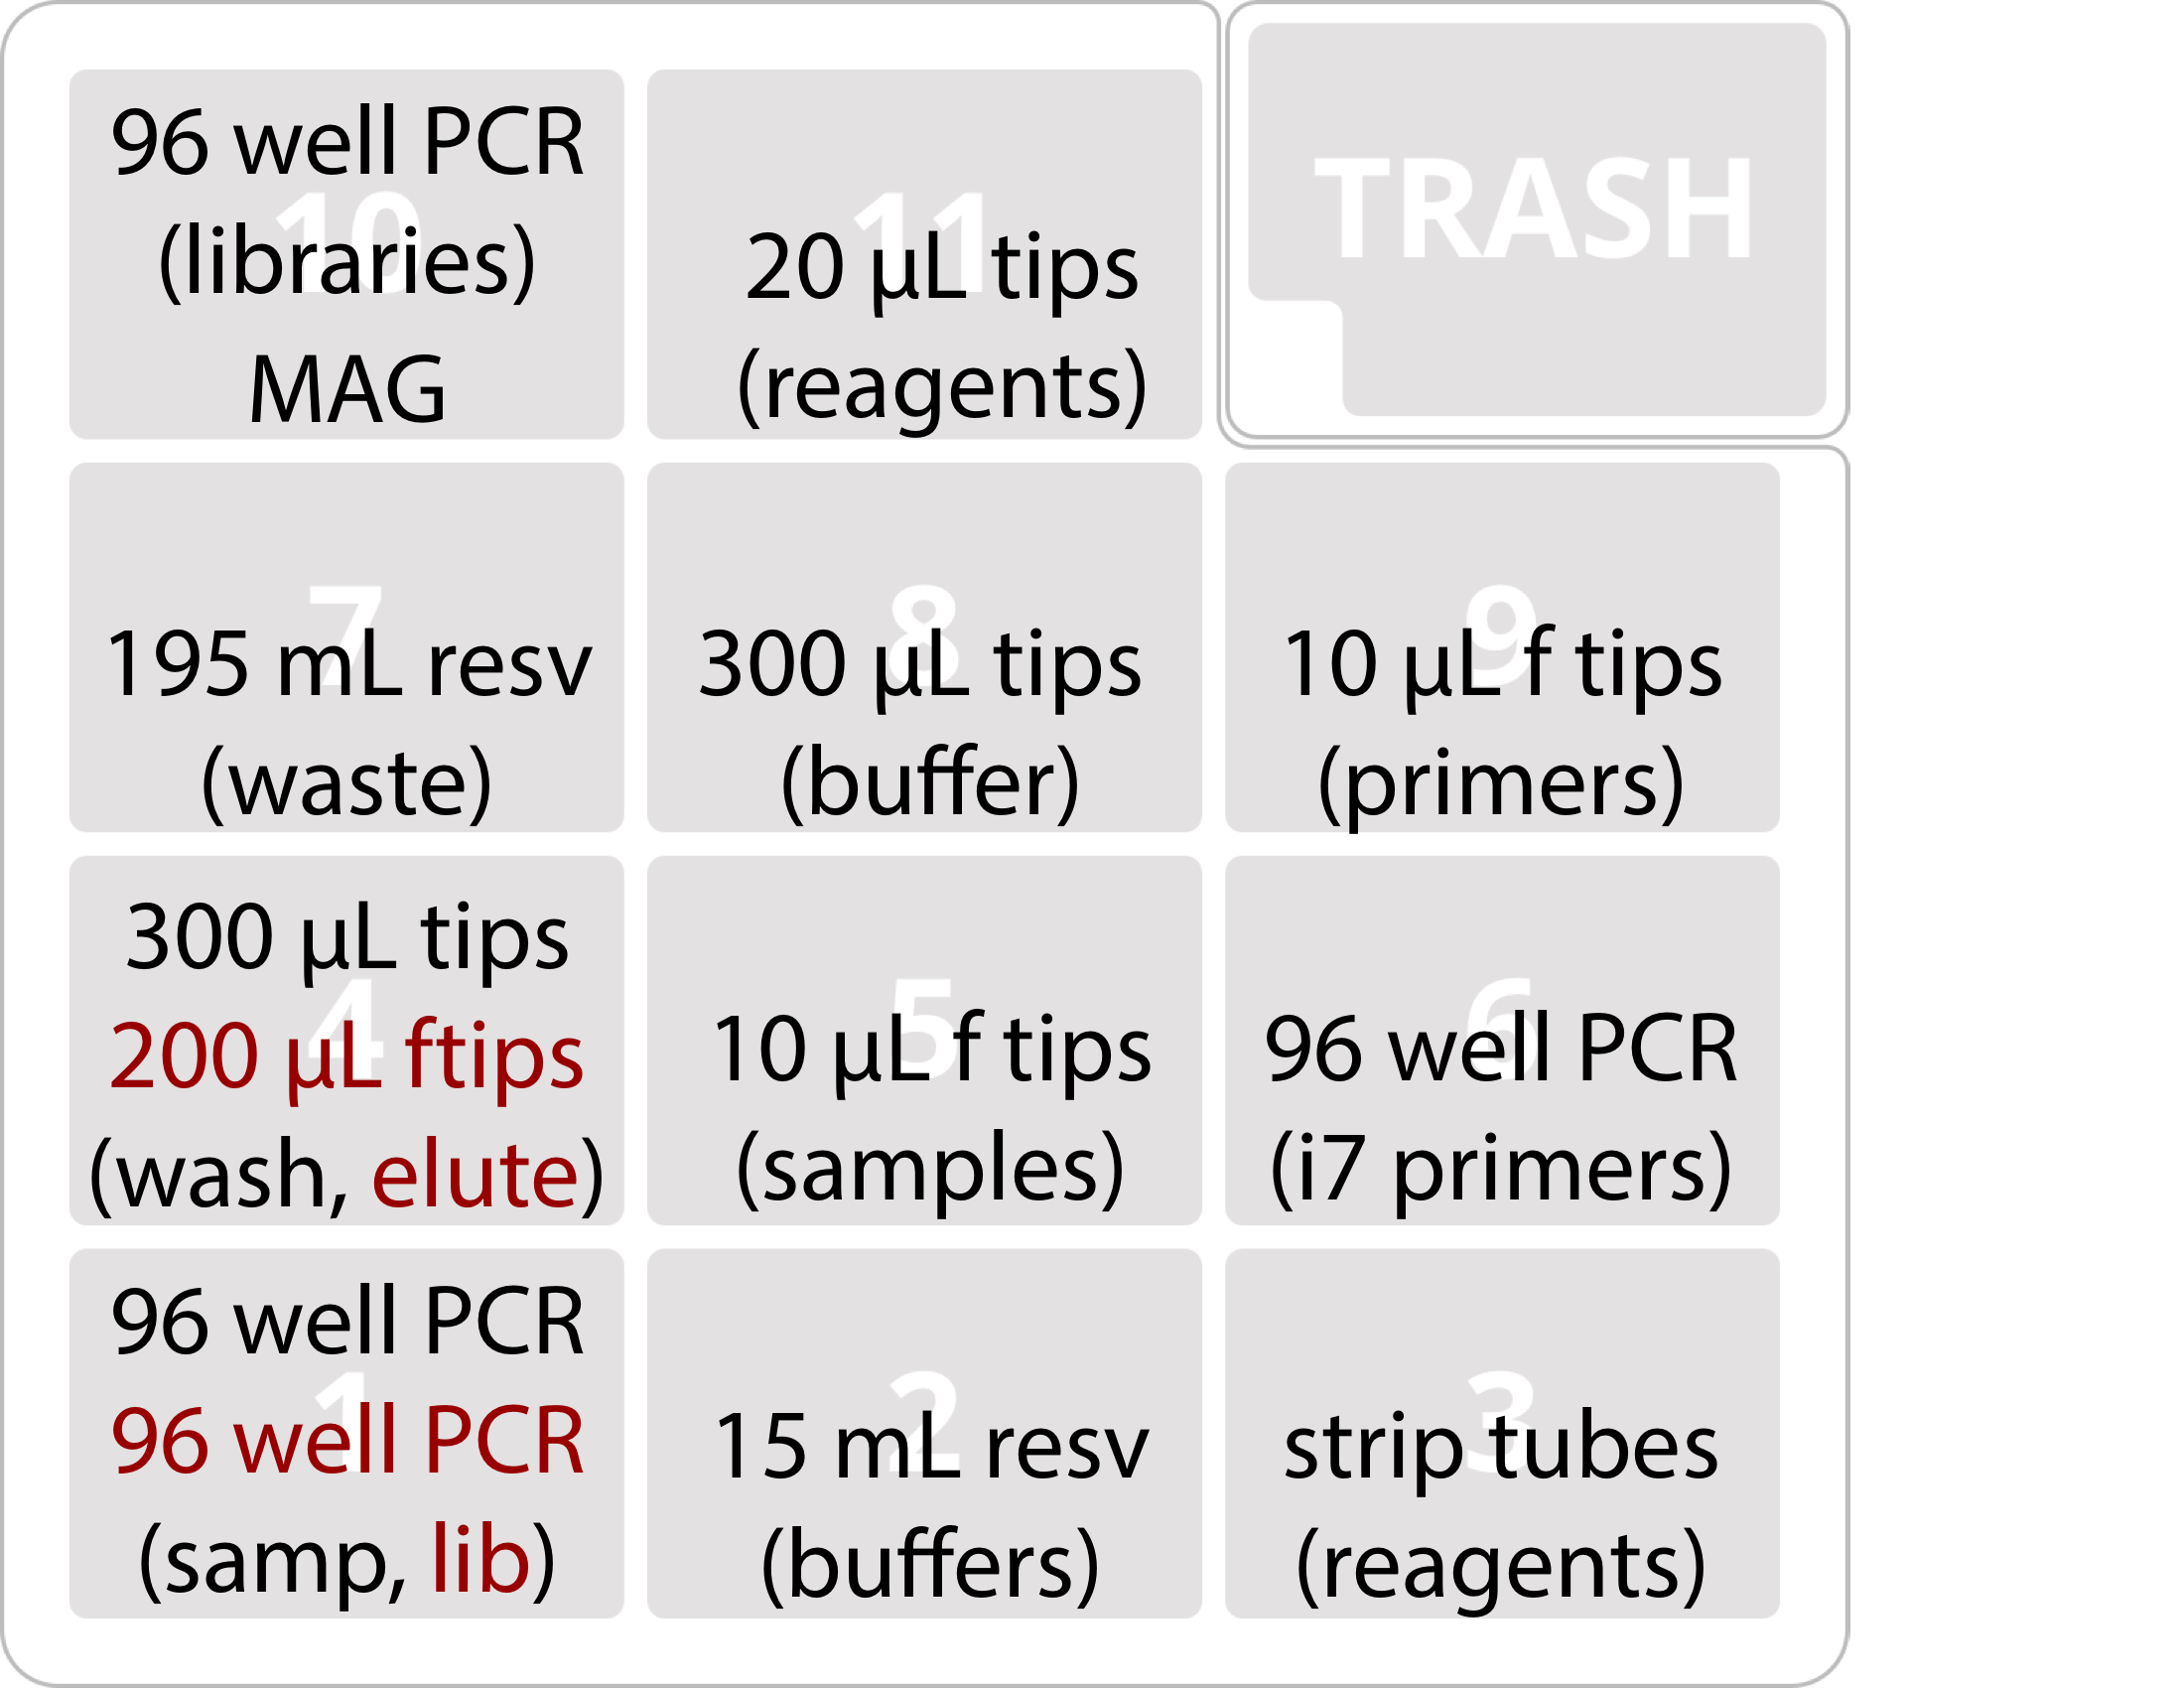 96 well PCR
(libraries)
MAG
10
20 µL tips
(reagents)
11
TRASH
195 mL resv
(waste)
7
300 µL tips
(buffer)
8
10 µL f tips
(primers)
9
300 µL tips
200 µL ftips
(wash, elute)
4
10 µL f tips
(samples)
5
96 well PCR
(i7 primers)
6
96 well PCR
96 well PCR
(samp, lib)
1
15 mL resv
(buffers)
2
strip tubes
(reagents)
3